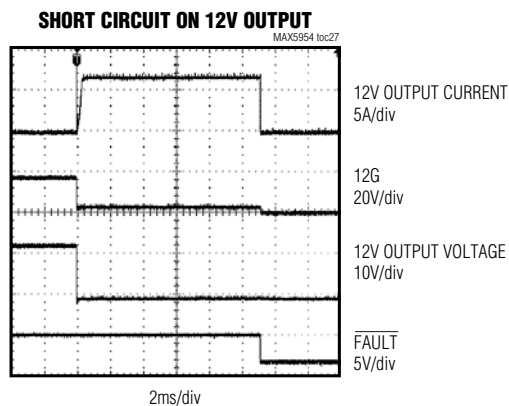 SHORT CIRCUIT ON 12V OUTPUT
MAX5954 toc27
12V OUTPUT CURRENT
5A/div
12G
20V/div
12V OUTPUT VOLTAGE
10V/div
FAULT
5V/div
2ms/div